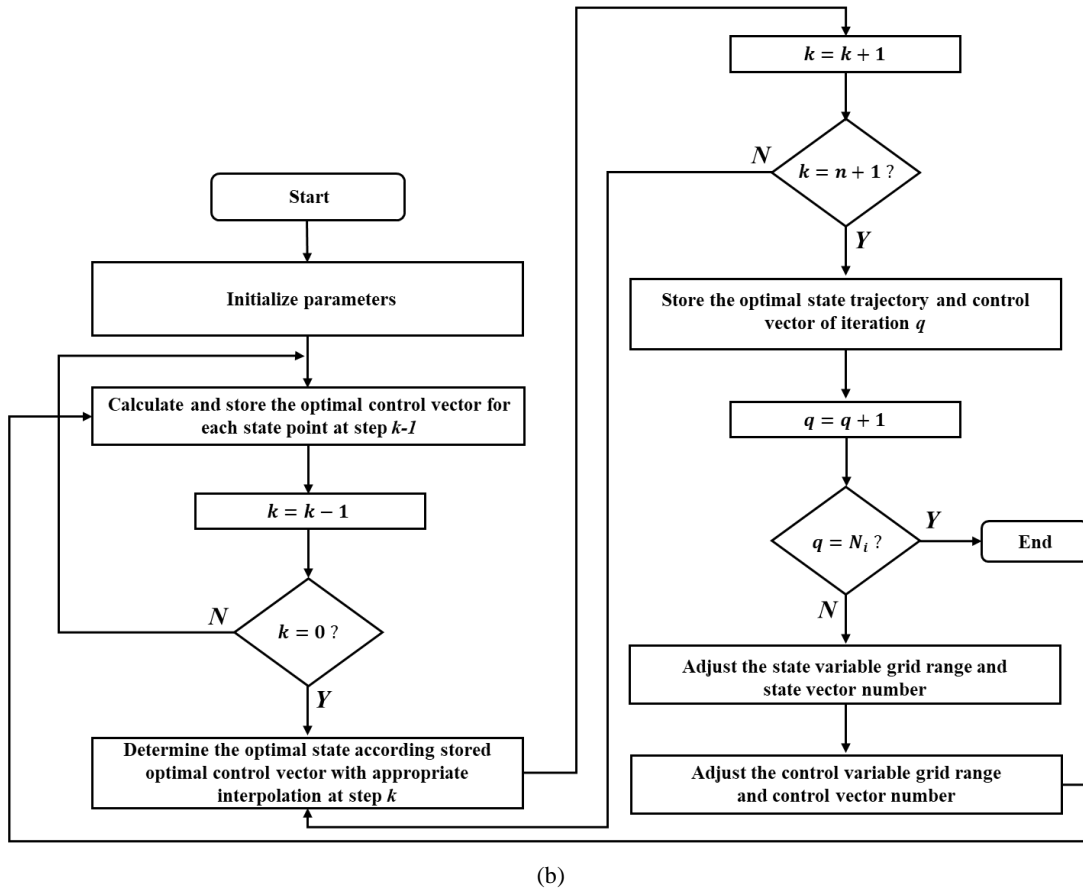 Start
Initialize parameters
Calculate and store the optimal control vector for
each state point at step k-1
k = k − 1
N
k = 0 ?
Y
Determine the optimal state according stored
optimal control vector with appropriate
interpolation at step k
k = k + 1
N
k = n + 1 ?
Y
Store the optimal state trajectory and control
vector of iteration q
q = q + 1
q = Nᵢ ?
Y
End
N
Adjust the state variable grid range and
state vector number
Adjust the control variable grid range
and control vector number
(b)